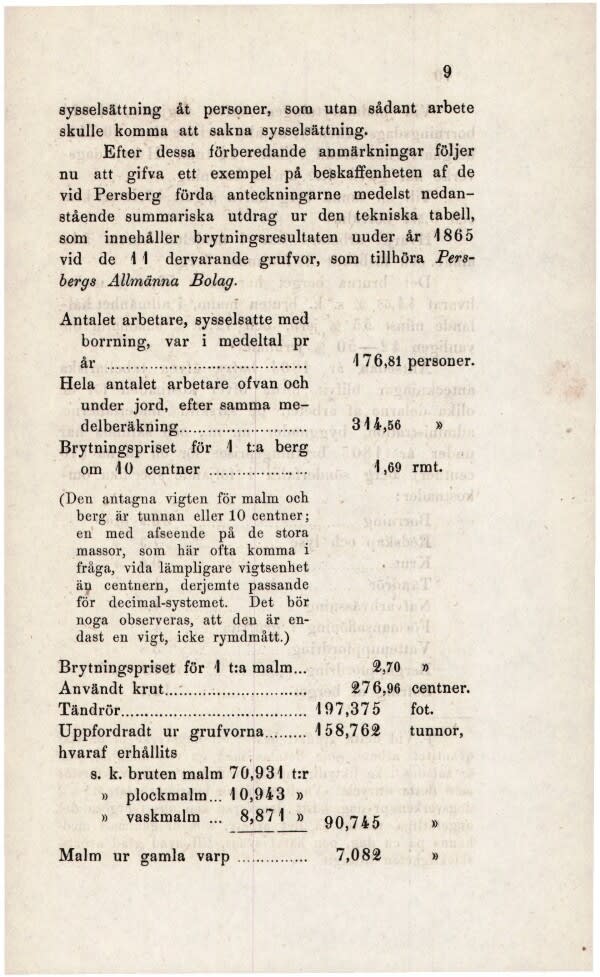 9
sysselsättning åt personer, som utan sådant arbete
skulle komma att sakna sysselsättning.
Efter dessa förberedande anmärkningar följer
nu att gifva ett exempel på beskaffenheten af de
vid Persberg förda anteckningarne medelst nedan-
stående summariska utdrag ur den tekniska tabell,
som innehåller brytningsresultaten uuder år 1865
vid de 11 dervarande grufvor, som tillhöra Pers-
bergs Allmänna Bolag.
Antalet arbetare, sysselsatte med
borrning, var i medeltal pr
år .................................... 176,81 personer.
Hela antalet arbetare ofvan och
under jord, efter samma me-
delberäkning........................ 314,56 »
Brytningspriset för 1 t:a berg
om 10 centner ................... 1,69 rmt.
(Den antagna vigten för malm och
berg är tunnan eller 10 centner;
en med afseende på de stora
massor, som här ofta komma i
fråga, vida lämpligare vigtsenhet
än centnern, derjemte passande
för decimal-systemet. Det bör
noga observeras, att den är en-
dast en vigt, icke rymdmått.)
Brytningspriset för 1 t:a malm... 2,70 »
Användt krut........................... 276,96 centner.
Tändrör................................... 197,375 fot.
Uppfordradt ur grufvorna......... 158,762 tunnor,
hvaraf erhållits
s. k. bruten malm 70,931 t:r
» plockmalm... 10,943 »
» vaskmalm ... 8,871 » 90,745 »
Malm ur gamla varp .............. 7,082 »